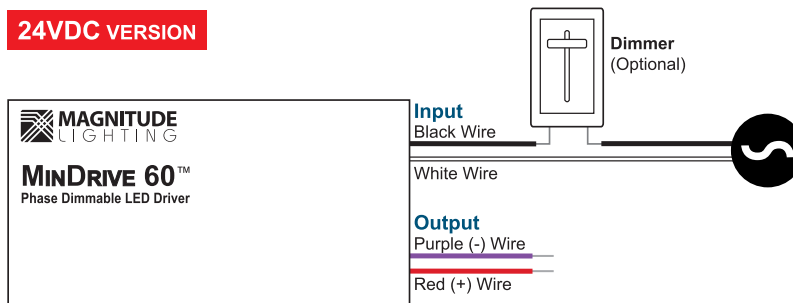 24VDC VERSION
Dimmer
(Optional)
MAGNITUDE
LIGHTING
Input
Black Wire
MINDRIVE 60™
Phase Dimmable LED Driver
White Wire
Output
Purple (-) Wire
Red (+) Wire